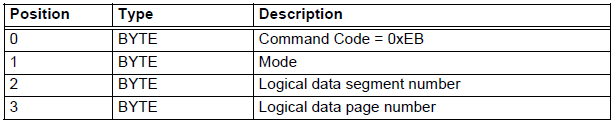 Position Type Description
0 BYTE Command Code = 0xEB
1 BYTE Mode
2 BYTE Logical data segment number
3 BYTE Logical data page number